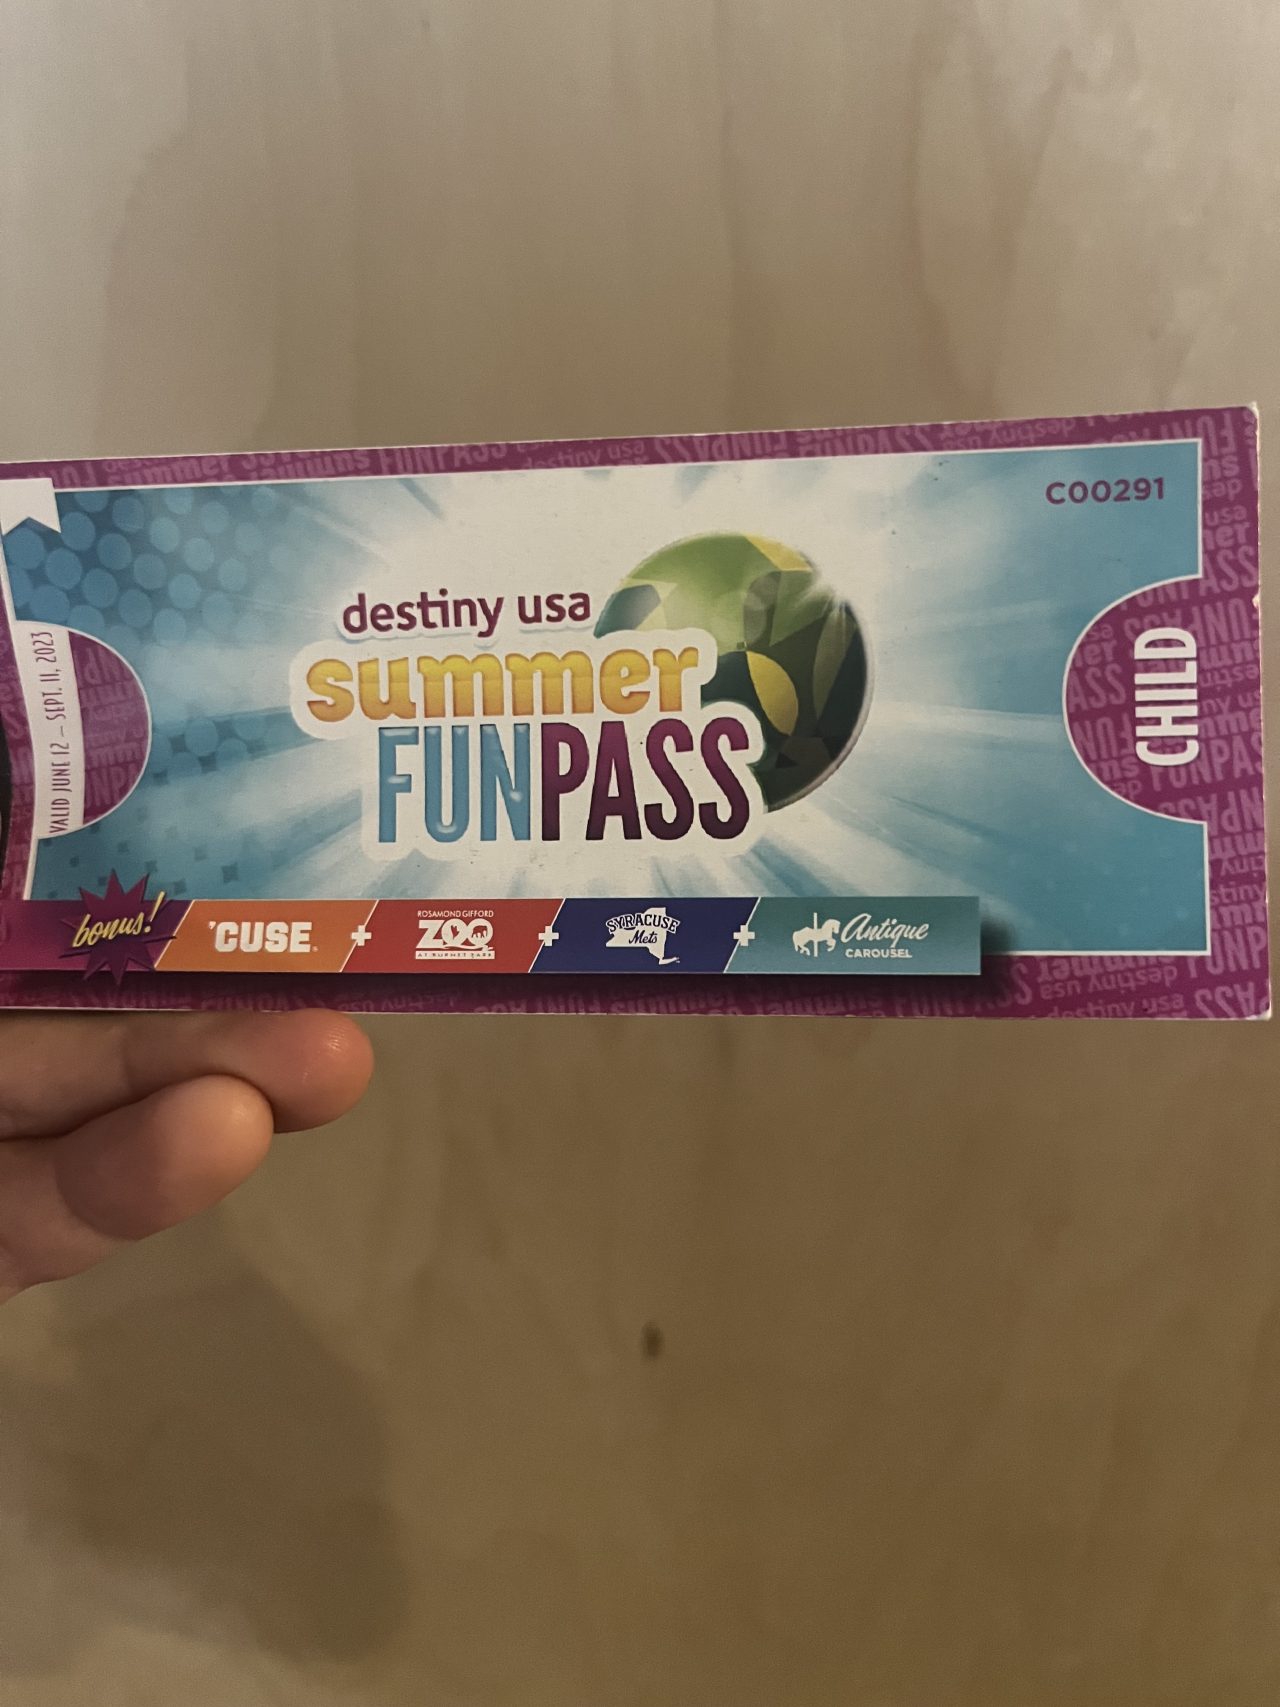 C00291
destiny usa
summer
FUNPASS
CHILD
VALID JUNE 12 – SEPT. 11, 2023
bonus!
'CUSE
+
ROSAMOND GIFFORD
ZOO
AT BURNET PARK
+
SYRACUSE
Mets
+
Antique
CAROUSEL